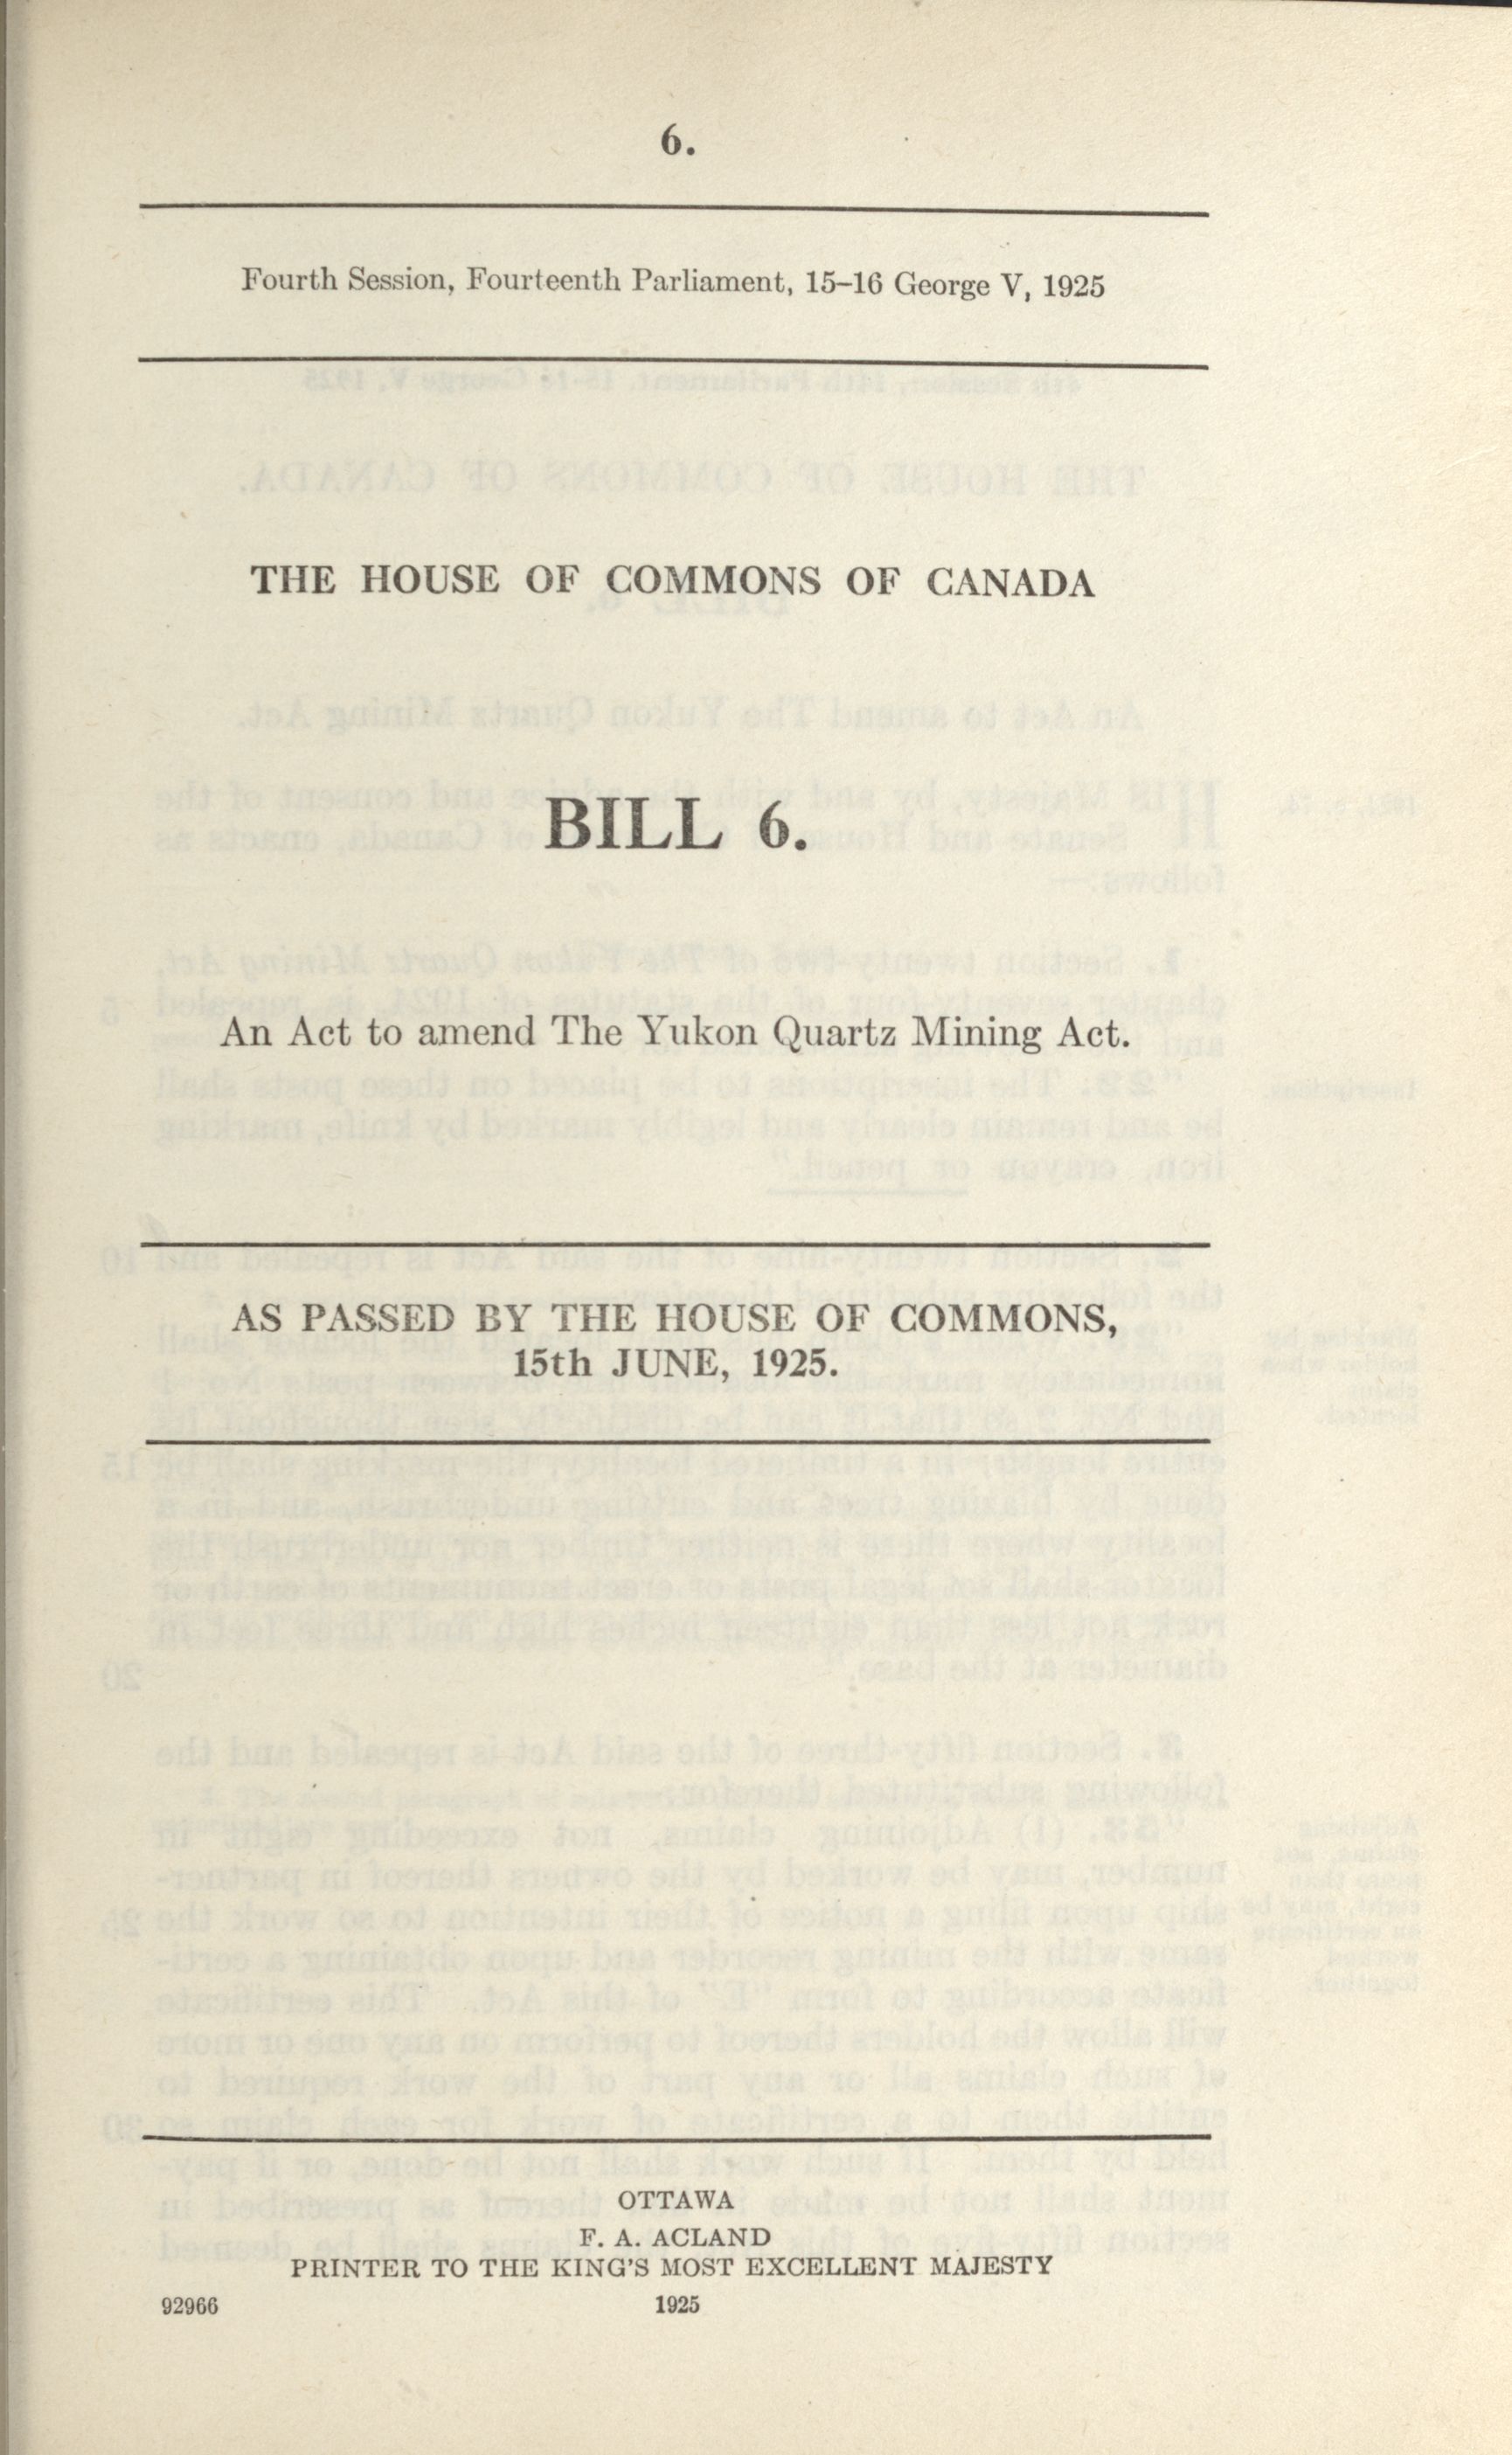 6.
Fourth Session, Fourteenth Parliament, 15–16 George V, 1925
THE HOUSE OF COMMONS OF CANADA
BILL 6.
An Act to amend The Yukon Quartz Mining Act.
AS PASSED BY THE HOUSE OF COMMONS,
15th JUNE, 1925.
OTTAWA
F. A. ACLAND
PRINTER TO THE KING'S MOST EXCELLENT MAJESTY
92966 1925